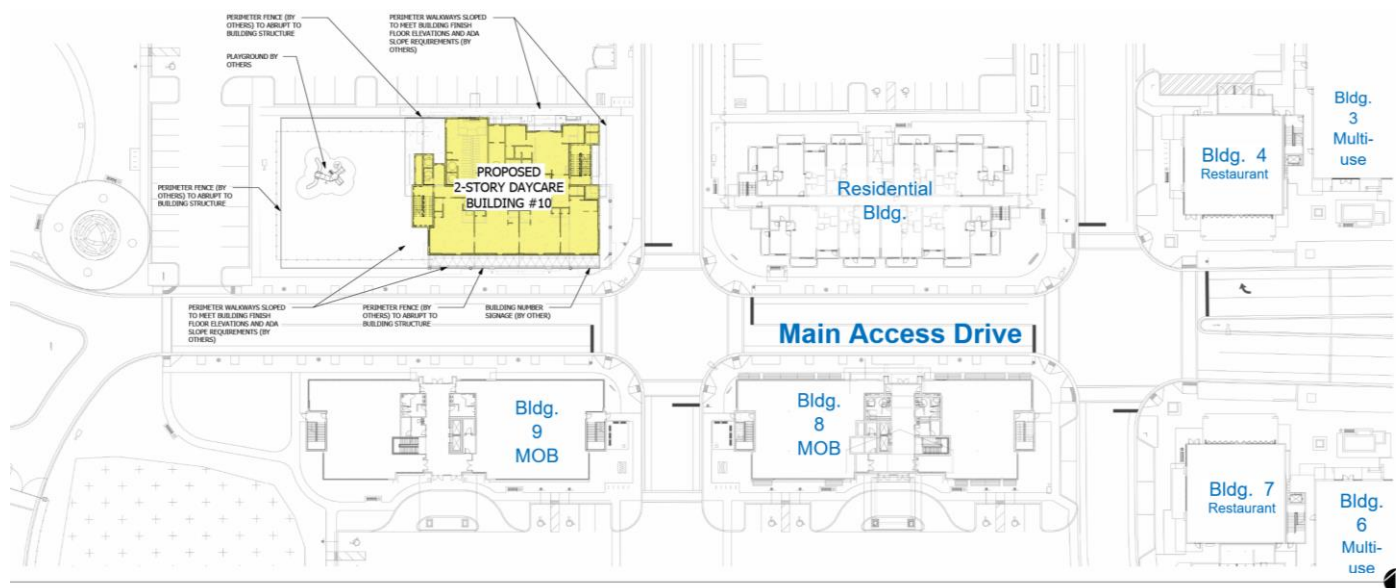 PERIMETER FENCE (BY
OTHERS) TO ABRUPT TO
BUILDING STRUCTURE
PLAYGROUND BY
OTHERS
PERIMETER WALKWAYS SLOPED
TO MEET BUILDING FINISH
FLOOR ELEVATIONS AND ADA
SLOPE REQUIREMENTS (BY
OTHERS)
PROPOSED
2-STORY DAYCARE
BUILDING #10
PERIMETER FENCE (BY
OTHERS) TO ABRUPT TO
BUILDING STRUCTURE
Residential
Bldg.
Bldg. 4
Restaurant
Bldg.
3
Multi-
use
PERIMETER WALKWAYS SLOPED
TO MEET BUILDING FINISH
FLOOR ELEVATIONS AND ADA
SLOPE REQUIREMENTS (BY
OTHERS)
PERIMETER FENCE (BY
OTHERS) TO ABRUPT TO
BUILDING STRUCTURE
BUILDING NUMBER
SIGNAGE (BY OTHER)
Main Access Drive
Bldg.
9
MOB
Bldg.
8
MOB
Bldg. 7
Restaurant
Bldg.
6
Multi-
use